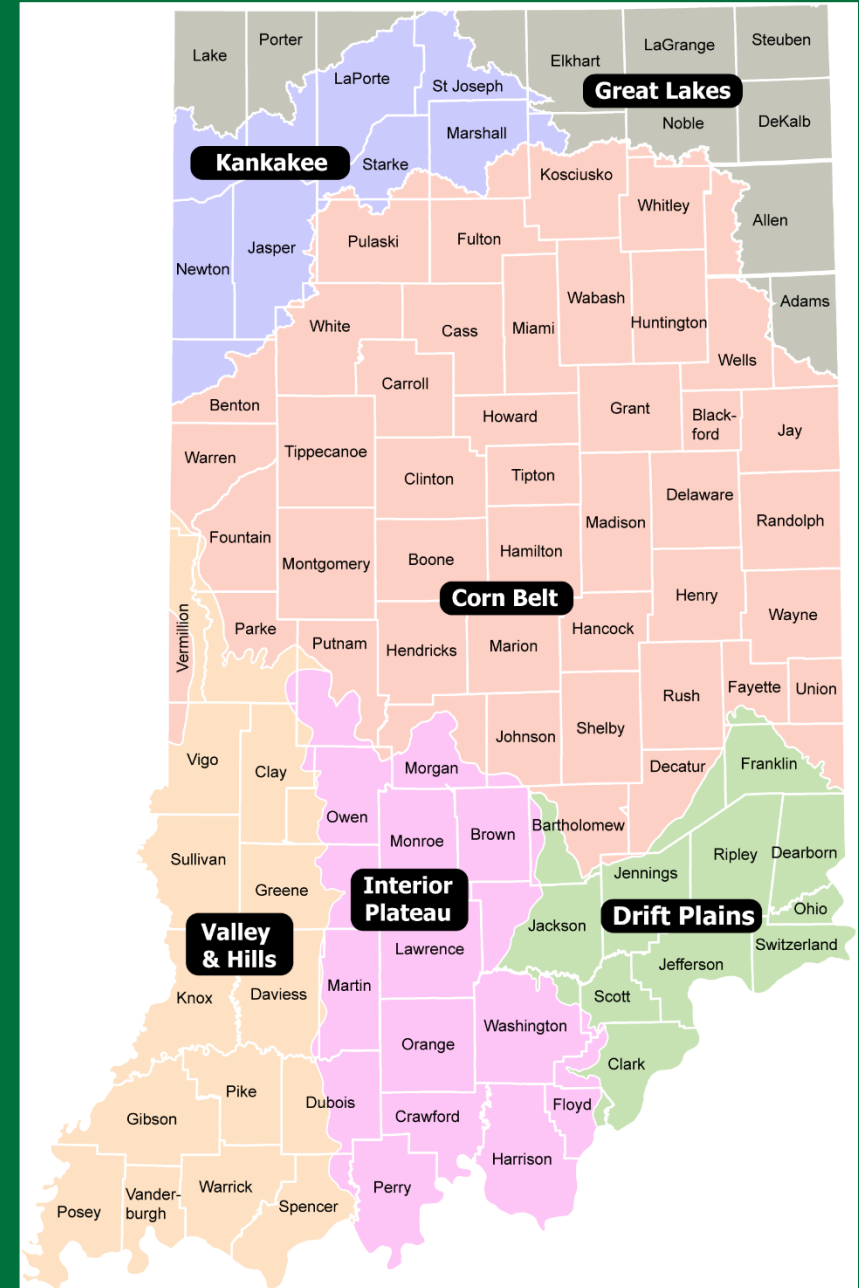 Lake
Porter
LaPorte
St Joseph
Elkhart
LaGrange
Steuben
Great Lakes
Noble
DeKalb
Kankakee
Starke
Marshall
Kosciusko
Whitley
Allen
Newton
Jasper
Pulaski
Fulton
Wabash
Huntington
Adams
White
Cass
Miami
Wells
Benton
Carroll
Howard
Grant
Black-
ford
Jay
Warren
Tippecanoe
Clinton
Tipton
Madison
Delaware
Randolph
Fountain
Montgomery
Boone
Hamilton
Corn Belt
Henry
Wayne
Vermillion
Parke
Putnam
Hendricks
Marion
Hancock
Rush
Fayette
Union
Johnson
Shelby
Decatur
Franklin
Vigo
Clay
Owen
Morgan
Monroe
Brown
Bartholomew
Ripley
Dearborn
Sullivan
Greene
Interior
Plateau
Jennings
Jackson
Drift Plains
Ohio
Switzerland
Valley
& Hills
Lawrence
Jefferson
Knox
Daviess
Martin
Scott
Washington
Orange
Clark
Gibson
Pike
Dubois
Crawford
Floyd
Harrison
Posey
Vander-
burgh
Warrick
Spencer
Perry